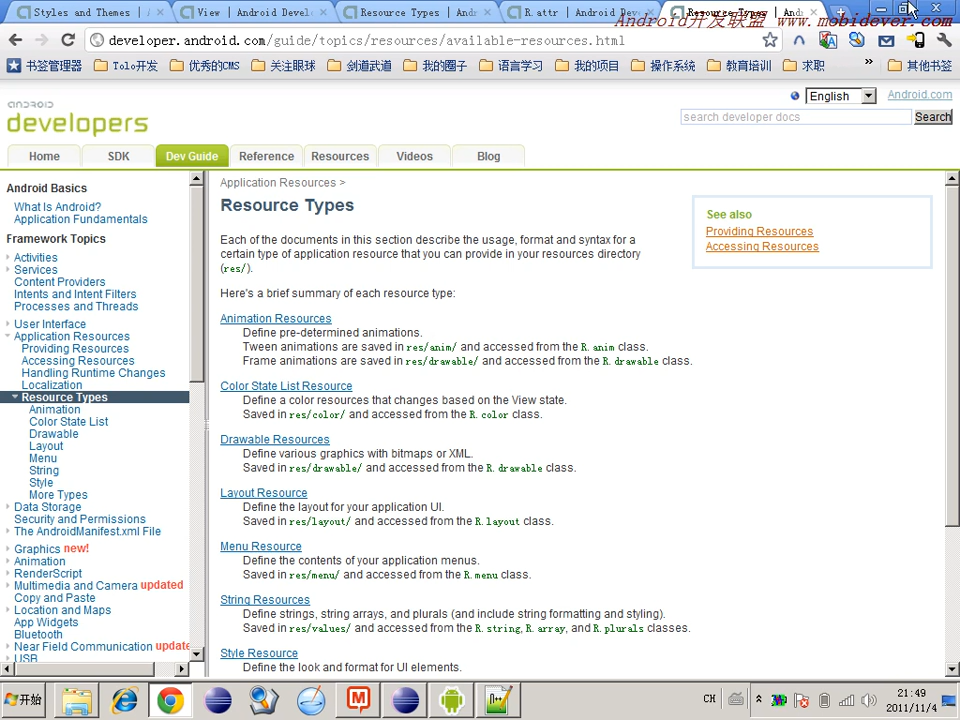 Styles and Themes |
View | Android Devel
Resource Types | An
R.attr | Android De
Resource Types | And
Android开发联盟 www.mobidever.com
developer.android.com/guide/topics/resources/available-resources.html
书签管理器 Tolo开发 优秀的CMS 关注眼球 剑道武道 我的圈子 语言学习 我的项目 操作系统 教育培训 求职 » 其他书签
English Android.com
android
developers
search developer docs Search
Home SDK Dev Guide Reference Resources Videos Blog
Android Basics
What Is Android?
Application Fundamentals
Framework Topics
Activities
Services
Content Providers
Intents and Intent Filters
Processes and Threads
User Interface
Application Resources
Providing Resources
Accessing Resources
Handling Runtime Changes
Localization
Resource Types
Animation
Color State List
Drawable
Layout
Menu
String
Style
More Types
Data Storage
Security and Permissions
The AndroidManifest.xml File
Graphics new!
Animation
RenderScript
Multimedia and Camera updated
Copy and Paste
Location and Maps
App Widgets
Bluetooth
Near Field Communication update
USB
Application Resources >
Resource Types
Each of the documents in this section describe the usage, format and syntax for a
certain type of application resource that you can provide in your resources directory
(res/).
Here's a brief summary of each resource type:
Animation Resources
Define pre-determined animations.
Tween animations are saved in res/anim/ and accessed from the R.anim class.
Frame animations are saved in res/drawable/ and accessed from the R.drawable class.
Color State List Resource
Define a color resources that changes based on the View state.
Saved in res/color/ and accessed from the R.color class.
Drawable Resources
Define various graphics with bitmaps or XML.
Saved in res/drawable/ and accessed from the R.drawable class.
Layout Resource
Define the layout for your application UI.
Saved in res/layout/ and accessed from the R.layout class.
Menu Resource
Define the contents of your application menus.
Saved in res/menu/ and accessed from the R.menu class.
String Resources
Define strings, string arrays, and plurals (and include string formatting and styling).
Saved in res/values/ and accessed from the R.string, R.array, and R.plurals classes.
Style Resource
Define the look and format for UI elements.
See also
Providing Resources
Accessing Resources
开始
CH
21:49
2011/11/4